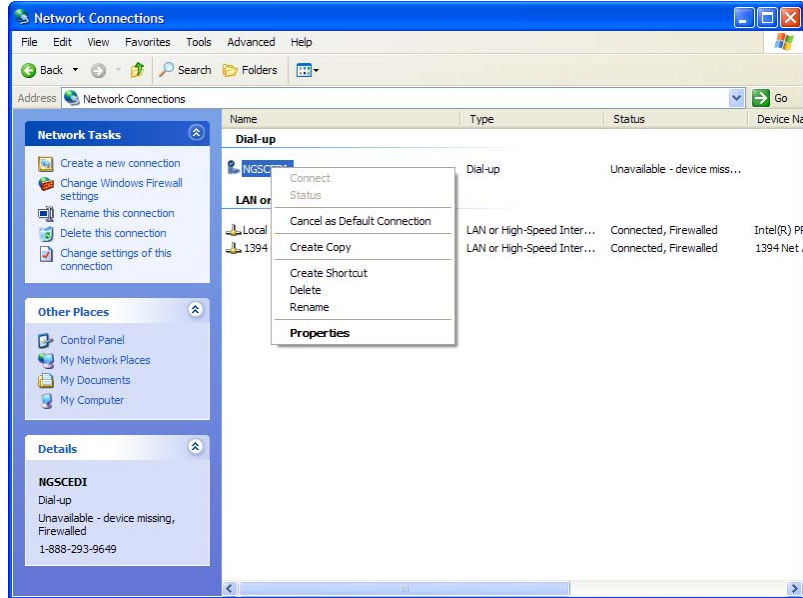 Network Connections
File Edit View Favorites Tools Advanced Help
Back Search Folders
Address Network Connections Go
Network Tasks
Create a new connection
Change Windows Firewall
settings
Rename this connection
Delete this connection
Change settings of this
connection
Other Places
Control Panel
My Network Places
My Documents
My Computer
Details
NGSCEDI
Dial-up
Unavailable - device missing,
Firewalled
1-888-293-9649
Name Type Status Device Na
Dial-up
NGSCEDI Dial-up Unavailable - device miss...
LAN or
Local LAN or High-Speed Inter... Connected, Firewalled Intel(R) PR
1394 LAN or High-Speed Inter... Connected, Firewalled 1394 Net
Connect
Status
Cancel as Default Connection
Create Copy
Create Shortcut
Delete
Rename
Properties